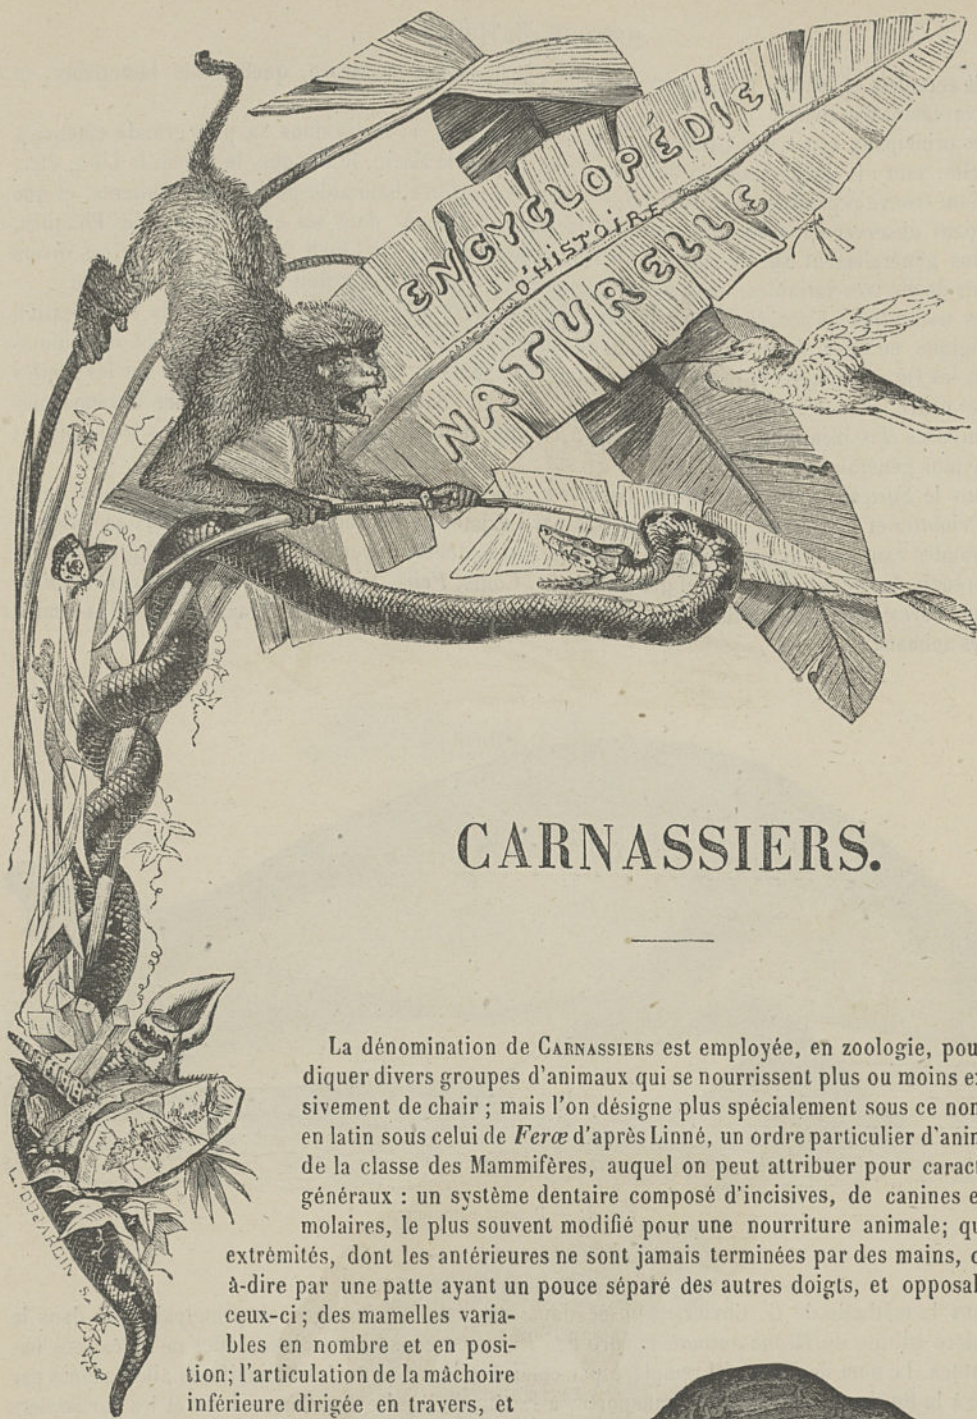 ENCYCLOPÉDIE
D'HISTOIRE
NATURELLE
CARNASSIERS.
La dénomination de CARNASSIERS est employée, en zoologie, pou
diquer divers groupes d'animaux qui se nourrissent plus ou moins e
sivement de chair ; mais l'on désigne plus spécialement sous ce no
en latin sous celui de Feræ d'après Linné, un ordre particulier d'ani
de la classe des Mammifères, auquel on peut attribuer pour carac
généraux : un système dentaire composé d'incisives, de canines e
molaires, le plus souvent modifié pour une nourriture animale; qu
extrémités, dont les antérieures ne sont jamais terminées par des mains, c
à-dire par une patte ayant un pouce séparé des autres doigts, et opposal
ceux-ci ; des mamelles varia-
bles en nombre et en posi-
tion; l'articulation de la mâchoire
inférieure dirigée en travers, et
L. DUJARDIN s.